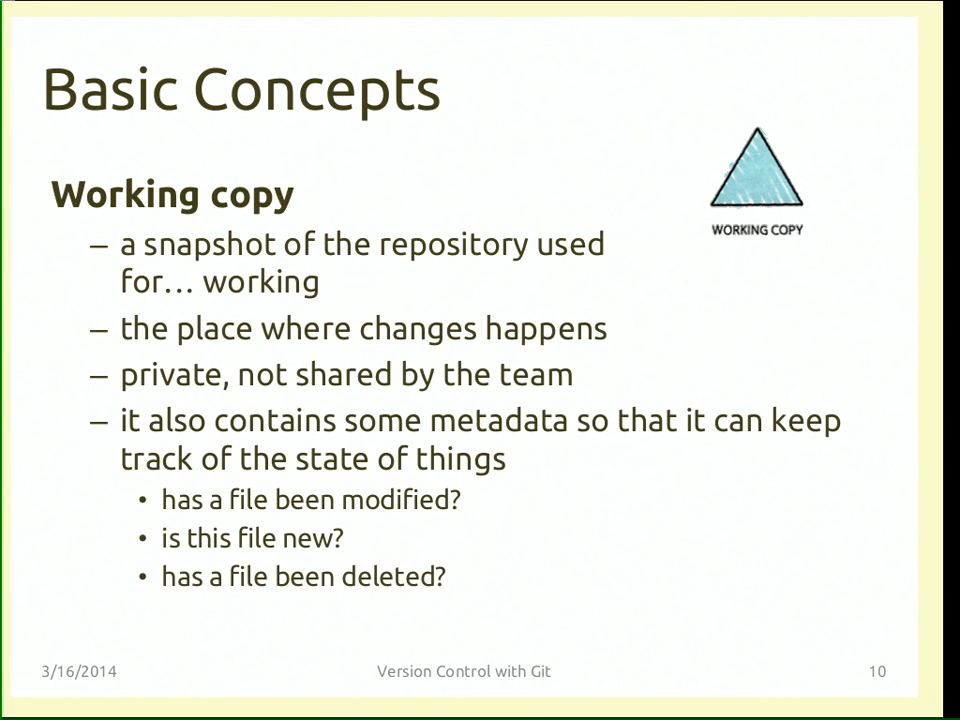 Basic Concepts
WORKING COPY
Working copy
– a snapshot of the repository used
for… working
– the place where changes happens
– private, not shared by the team
– it also contains some metadata so that it can keep
track of the state of things
• has a file been modified?
• is this file new?
• has a file been deleted?
3/16/2014
Version Control with Git
10